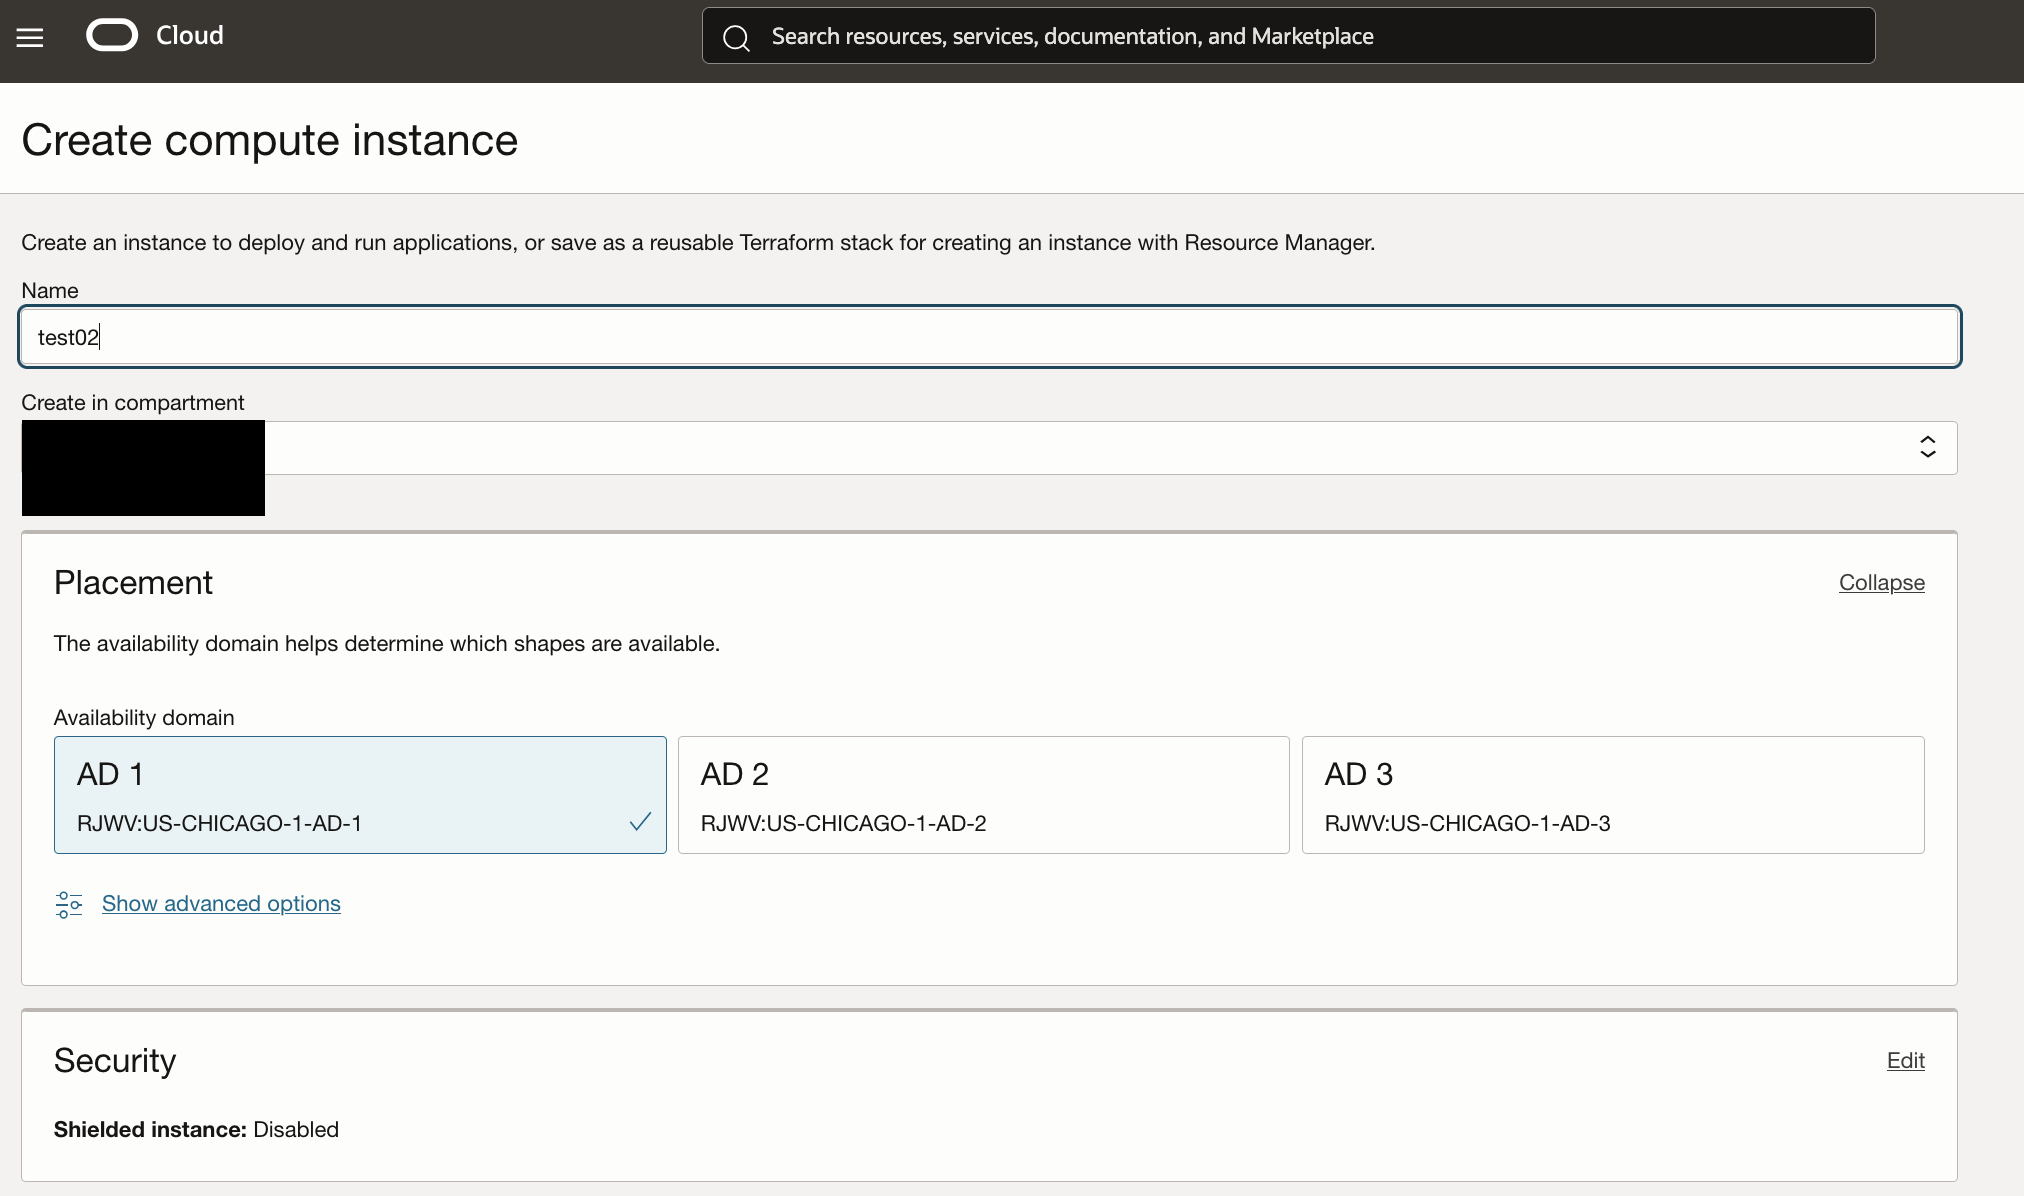 Cloud
Search resources, services, documentation, and Marketplace
Create compute instance
Create an instance to deploy and run applications, or save as a reusable Terraform stack for creating an instance with Resource Manager.
Name
test02
Create in compartment
Placement
Collapse
The availability domain helps determine which shapes are available.
Availability domain
AD 1
RJWV:US-CHICAGO-1-AD-1
AD 2
RJWV:US-CHICAGO-1-AD-2
AD 3
RJWV:US-CHICAGO-1-AD-3
Show advanced options
Security
Edit
Shielded instance: Disabled